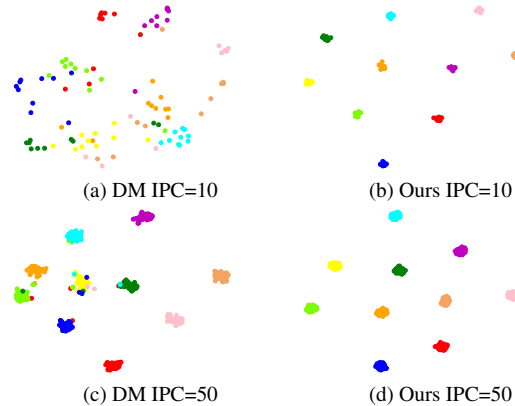 (a) DM IPC=10
(b) Ours IPC=10
(c) DM IPC=50
(d) Ours IPC=50